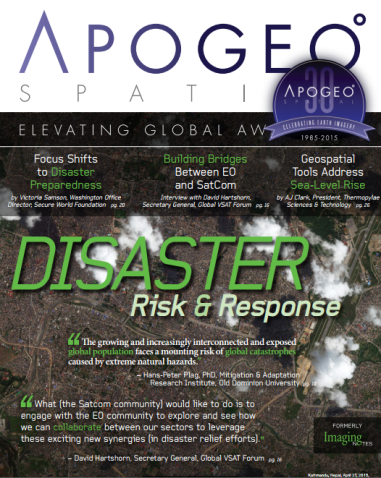 APOGEO
SPATI
ELEVATING GLOBAL AW
30
APOGEO
SPATIAL
CELEBRATING EARTH IMAGERY
1985-2015
Focus Shifts
to Disaster
Preparedness
by Victoria Samson, Washington Office
Director, Secure World Foundation pg. 20
Building Bridges
Between EO
and SatCom
Interview with David Hartshorn,
Secretary General, Global VSAT Forum pg. 16
Geospatial
Tools Address
Sea-Level Rise
by AJ Clark, President, Thermopylae
Sciences & Technology pg. 26
DISASTER
Risk & Response
“The growing and increasingly interconnected and exposed
global population faces a mounting risk of global catastrophes
caused by extreme natural hazards.”
– Hans-Peter Plag, PhD, Mitigation & Adaptation
Research Institute, Old Dominion University pg.
“What (the Satcom community) would like to do is to
engage with the EO community to explore and see how
we can collaborate between our sectors to leverage
these exciting new synergies (in disaster relief efforts).”
– David Hartshorn, Secretary General, Global VSAT Forum pg. 16
FORMERLY
Imaging
NOTES
Kathmandu, Nepal, April 27, 2015.